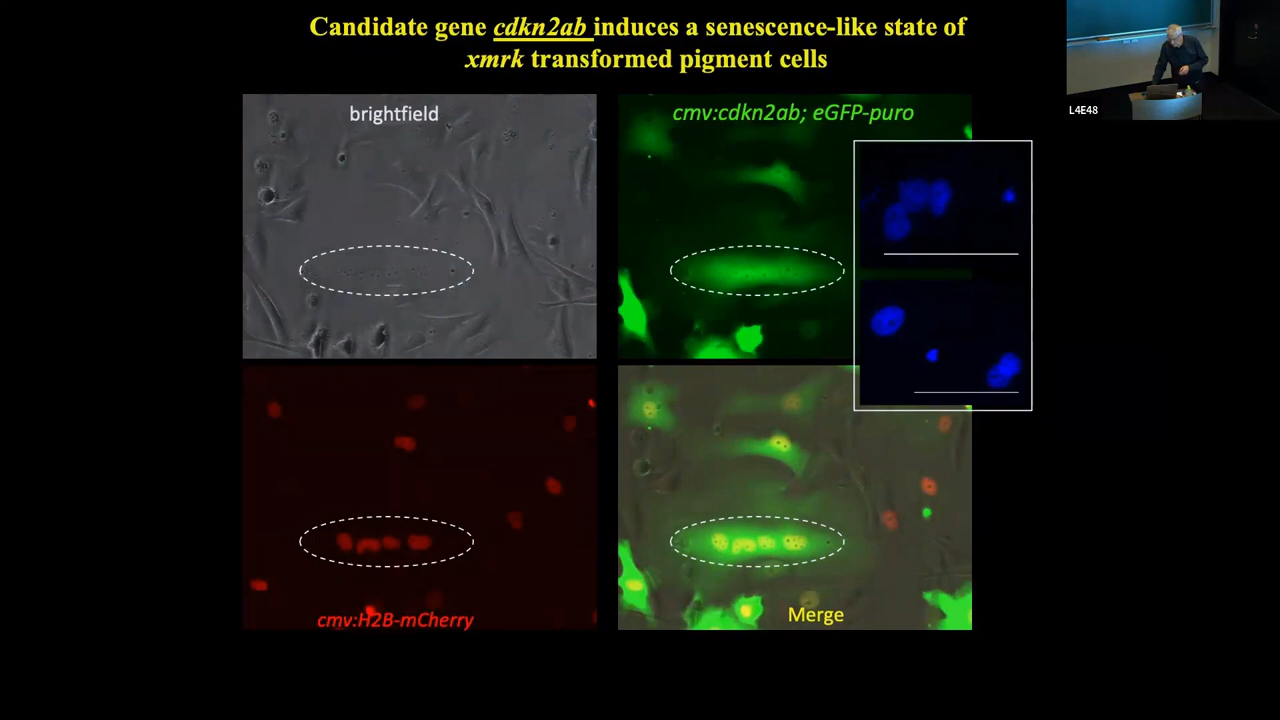 Candidate gene cdkn2ab induces a senescence-like state of
xmrk transformed pigment cells
L4E48
brightfield
cmv:cdkn2ab; eGFP-puro
cmv:H2B-mCherry
Merge